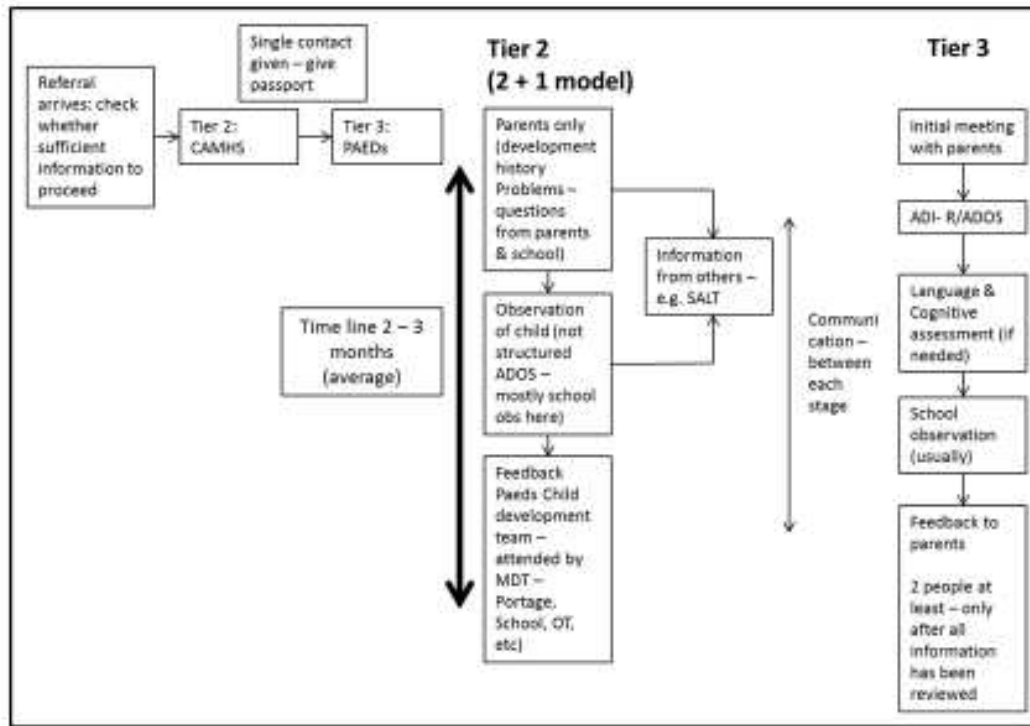 Referral
arrives: check
whether
sufficient
information to
proceed
Single contact
given – give
passport
Tier 2:
CAMHS
Tier 3:
PAEDs
Time line 2 – 3
months
(average)
Tier 2
(2 + 1 model)
Parents only
(development
history
Problems –
questions
from parents
& school)
Observation
of child (not
structured
ADOS –
mostly school
obs here)
Feedback
Paeds Child
development
team –
attended by
MDT –
Portage,
School, OT,
etc)
Information
from others –
e.g. SALT
Communi
cation –
between
each
stage
Tier 3
Initial meeting
with parents
ADI- R/ADOS
Language &
Cognitive
assessment (if
needed)
School
observation
(usually)
Feedback to
parents
2 people at
least – only
after all
information
has been
reviewed